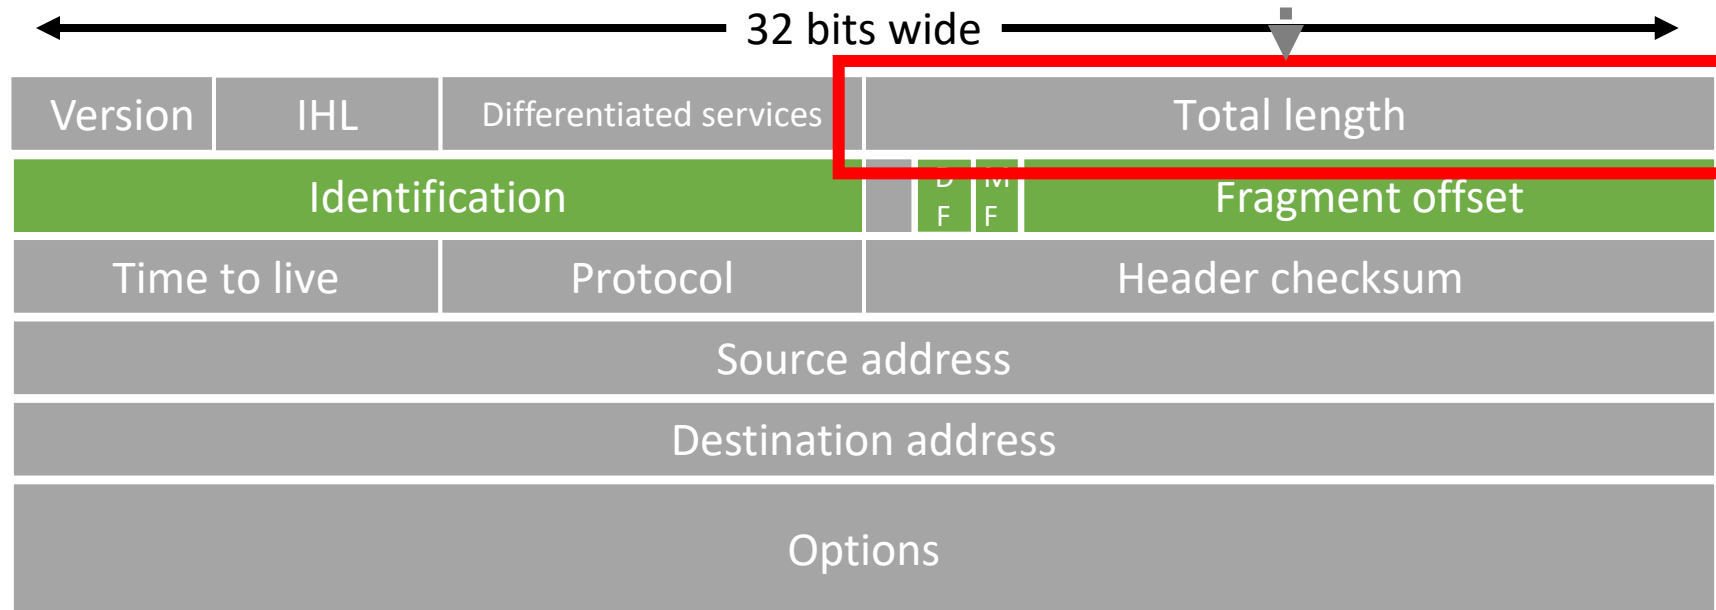 32 bits wide
Version IHL Differentiated services Total length
Identification D F M F Fragment offset
Time to live Protocol Header checksum
Source address
Destination address
Options